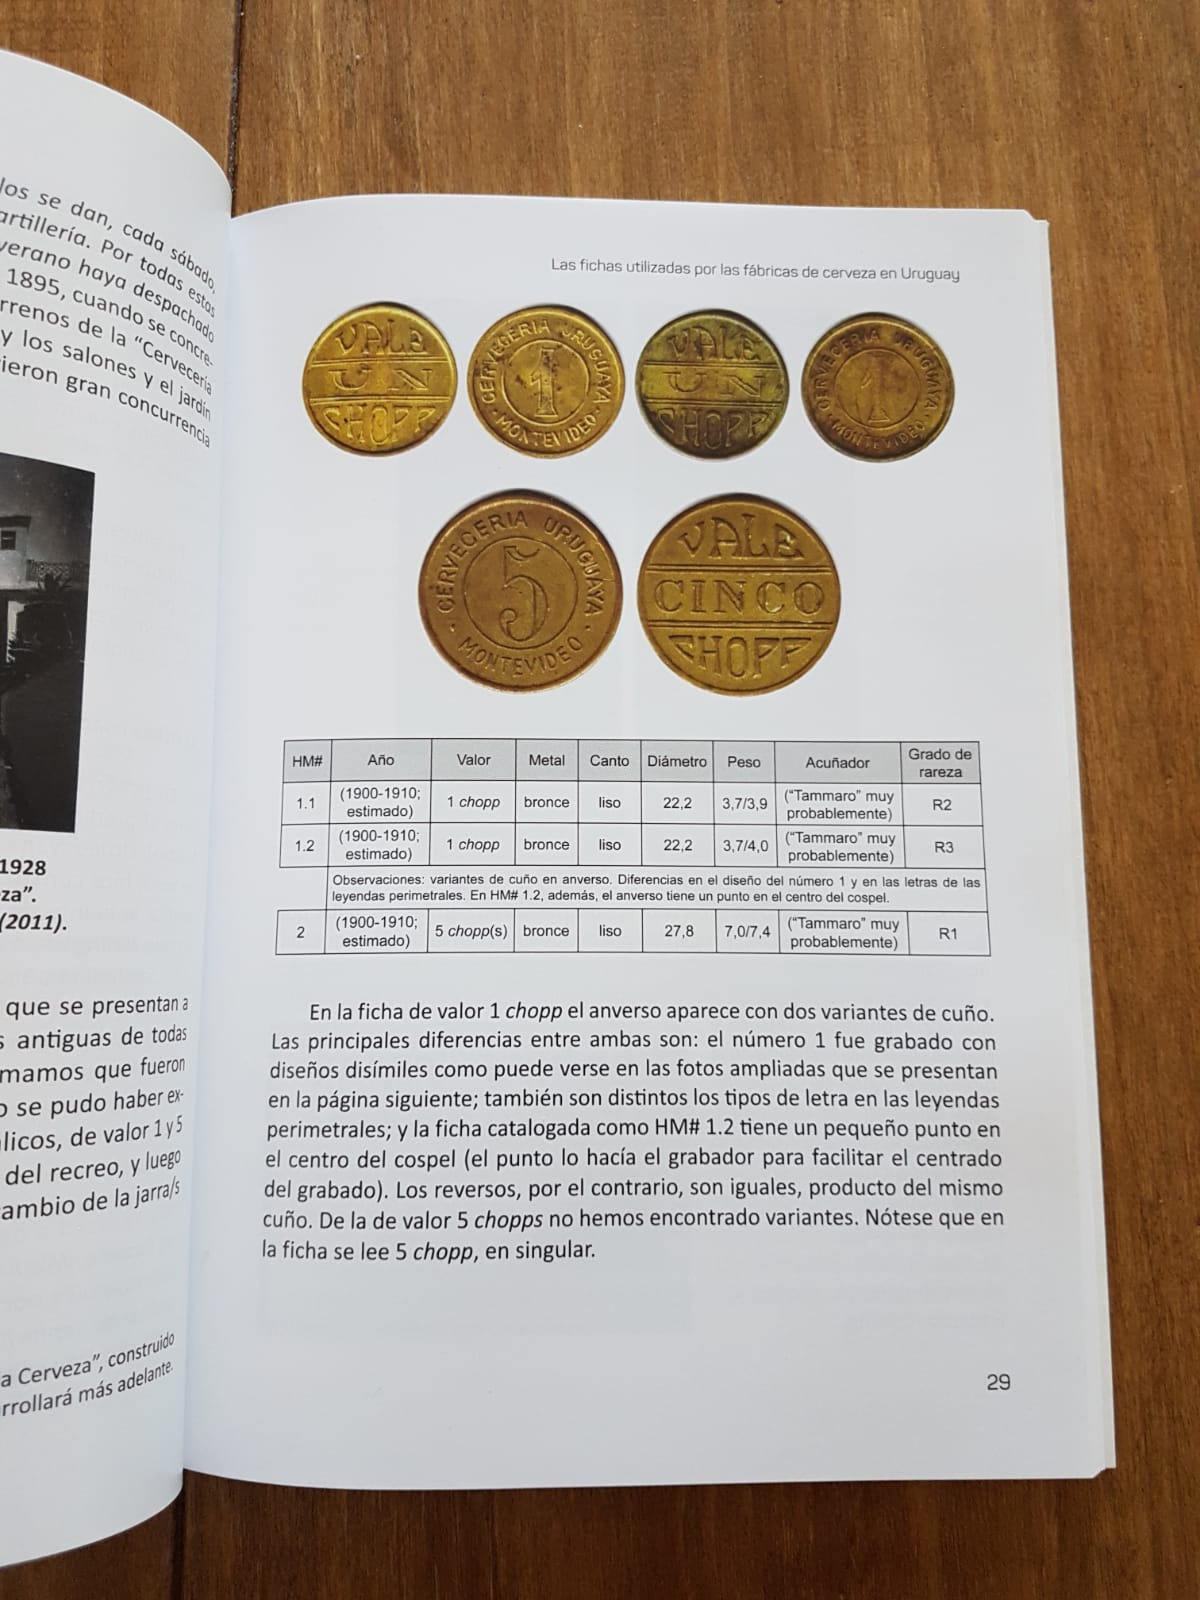 los se dan, cada sábado,
artillería. Por todas estas
verano haya despachado
1895, cuando se concre-
rrenos de la “Cervecería
y los salones y el jardín
ieron gran concurrencia
1928
za”.
(2011).
que se presentan a
s antiguas de todas
mamos que fueron
o se pudo haber ex-
licos, de valor 1 y 5
del recreo, y luego
ambio de la jarra/s
a Cerveza”, construido
rrollará más adelante.
Las fichas utilizadas por las fábricas de cerveza en Uruguay
VALE
UN
CHOPP
CERVECERIA URUGUAYA
1
· MONTEVIDEO ·
VALE
UN
CHOPP
CERVECERIA URUGUAYA
1
· MONTEVIDEO ·
CERVECERIA URUGUAYA
5
· MONTEVIDEO ·
VALE
CINCO
CHOPP
HM# Año Valor Metal Canto Diámetro Peso Acuñador Grado de rareza
1.1 (1900-1910; estimado) 1 chopp bronce liso 22,2 3,7/3,9 (“Tammaro” muy probablemente) R2
1.2 (1900-1910; estimado) 1 chopp bronce liso 22,2 3,7/4,0 (“Tammaro” muy probablemente) R3
Observaciones: variantes de cuño en anverso. Diferencias en el diseño del número 1 y en las letras de las
leyendas perimetrales. En HM# 1.2, además, el anverso tiene un punto en el centro del cospel.
2 (1900-1910; estimado) 5 chopp(s) bronce liso 27,8 7,0/7,4 (“Tammaro” muy probablemente) R1
En la ficha de valor 1 chopp el anverso aparece con dos variantes de cuño.
Las principales diferencias entre ambas son: el número 1 fue grabado con
diseños disímiles como puede verse en las fotos ampliadas que se presentan
en la página siguiente; también son distintos los tipos de letra en las leyendas
perimetrales; y la ficha catalogada como HM# 1.2 tiene un pequeño punto en
el centro del cospel (el punto lo hacía el grabador para facilitar el centrado
del grabado). Los reversos, por el contrario, son iguales, producto del mismo
cuño. De la de valor 5 chopps no hemos encontrado variantes. Nótese que en
la ficha se lee 5 chopp, en singular.
29